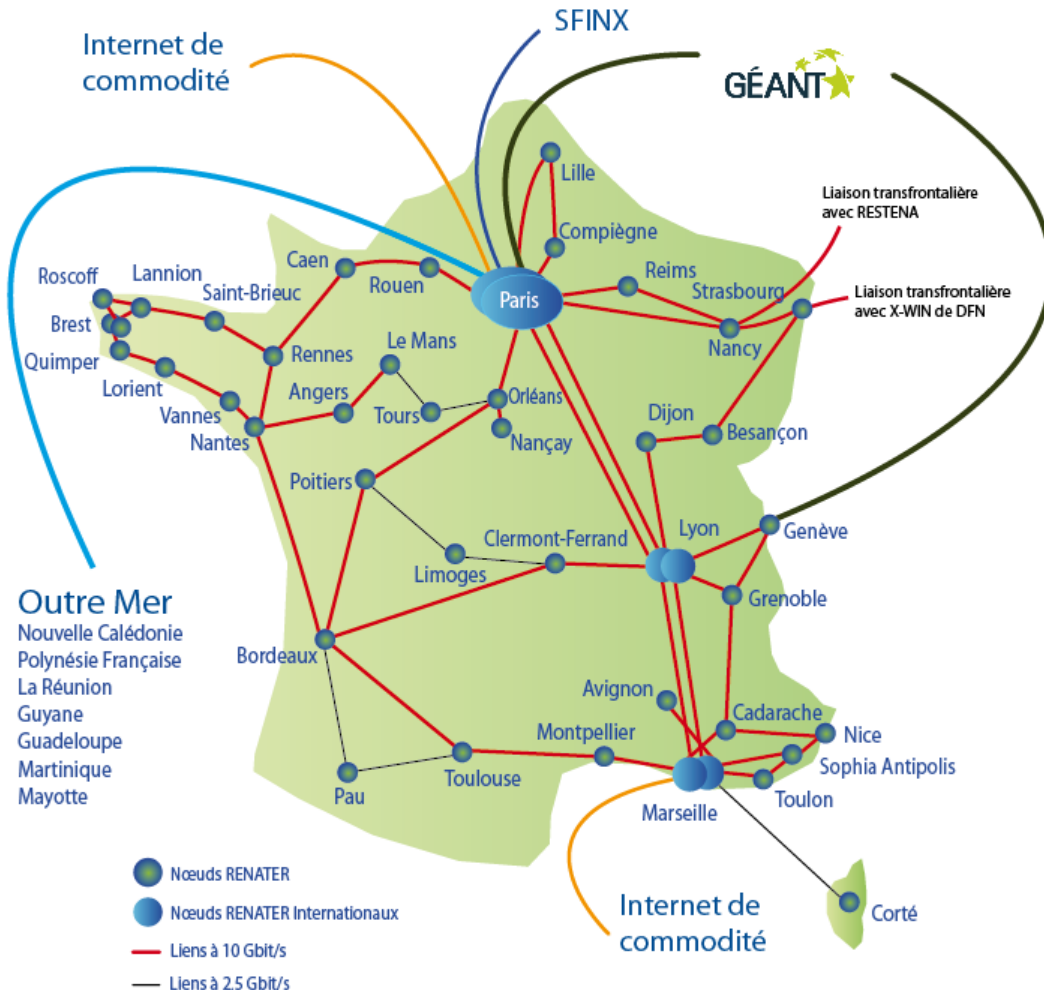 SFINX
Internet de
commodité
GÉANT
Lille
Liaison transfrontalière
avec RESTENA
Compiègne
Caen
Reims
Roscoff
Lannion
Rouen
Paris
Strasbourg
Saint-Brieuc
Liaison transfrontalière
avec X-WIN de DFN
Brest
Nancy
Le Mans
Quimper
Rennes
Lorient
Angers
Orléans
Vannes
Tours
Dijon
Nantes
Nançay
Besançon
Poitiers
Lyon
Genève
Clermont-Ferrand
Limoges
Grenoble
Outre Mer
Nouvelle Calédonie
Polynésie Française
La Réunion
Guyane
Guadeloupe
Martinique
Mayotte
Bordeaux
Avignon
Cadarache
Montpellier
Nice
Sophia Antipolis
Toulouse
Pau
Toulon
Marseille
Nœuds RENATER
Nœuds RENATER Internationaux
Liens à 10 Gbit/s
Liens à 2.5 Gbit/s
Internet de
commodité
Corté